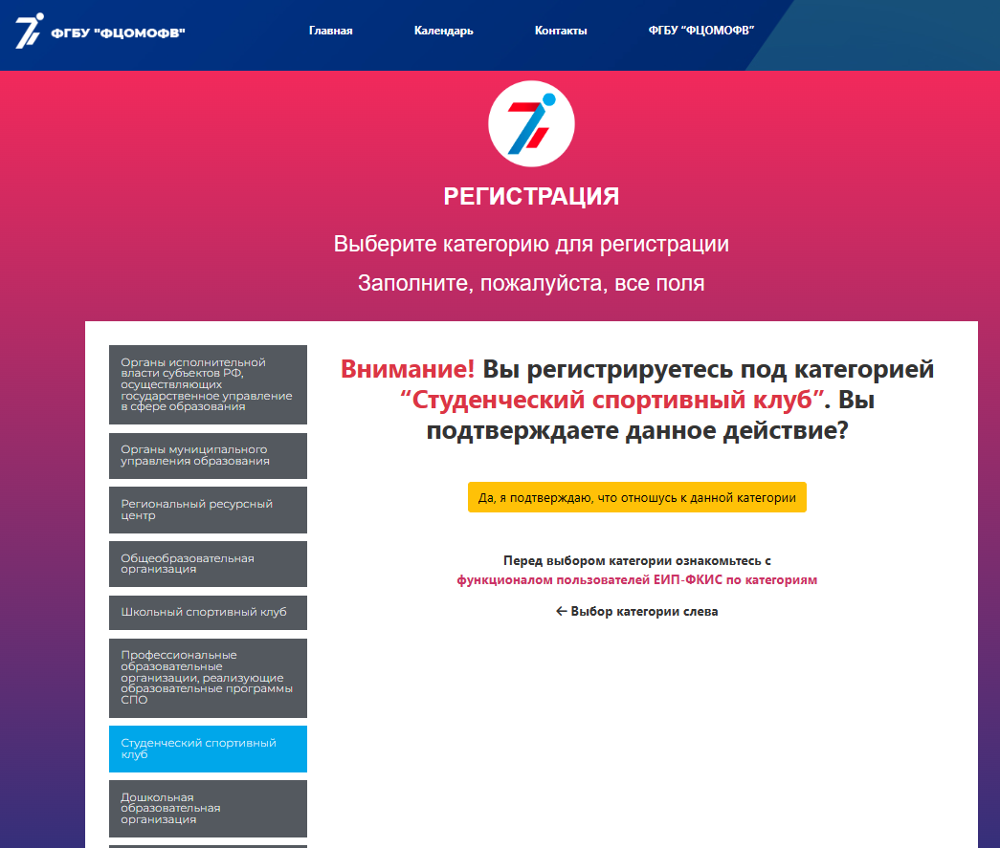 ФГБУ "ФЦОМОФВ"
Главная
Календарь
Контакты
ФГБУ “ФЦОМОФВ”
РЕГИСТРАЦИЯ
Выберите категорию для регистрации
Заполните, пожалуйста, все поля
Органы исполнительной
власти субъектов РФ,
осуществляющих
государственное управление
в сфере образования
Органы муниципального
управления образования
Региональный ресурсный
центр
Общеобразовательная
организация
Школьный спортивный клуб
Профессиональные
образовательные
организации, реализующие
образовательные программы
СПО
Студенческий спортивный
клуб
Дошкольная
образовательная
организация
Внимание! Вы регистрируетесь под категорией
“Студенческий спортивный клуб”. Вы
подтверждаете данное действие?
Да, я подтверждаю, что отношусь к данной категории
Перед выбором категории ознакомьтесь с
функционалом пользователей ЕИП-ФКИС по категориям
← Выбор категории слева